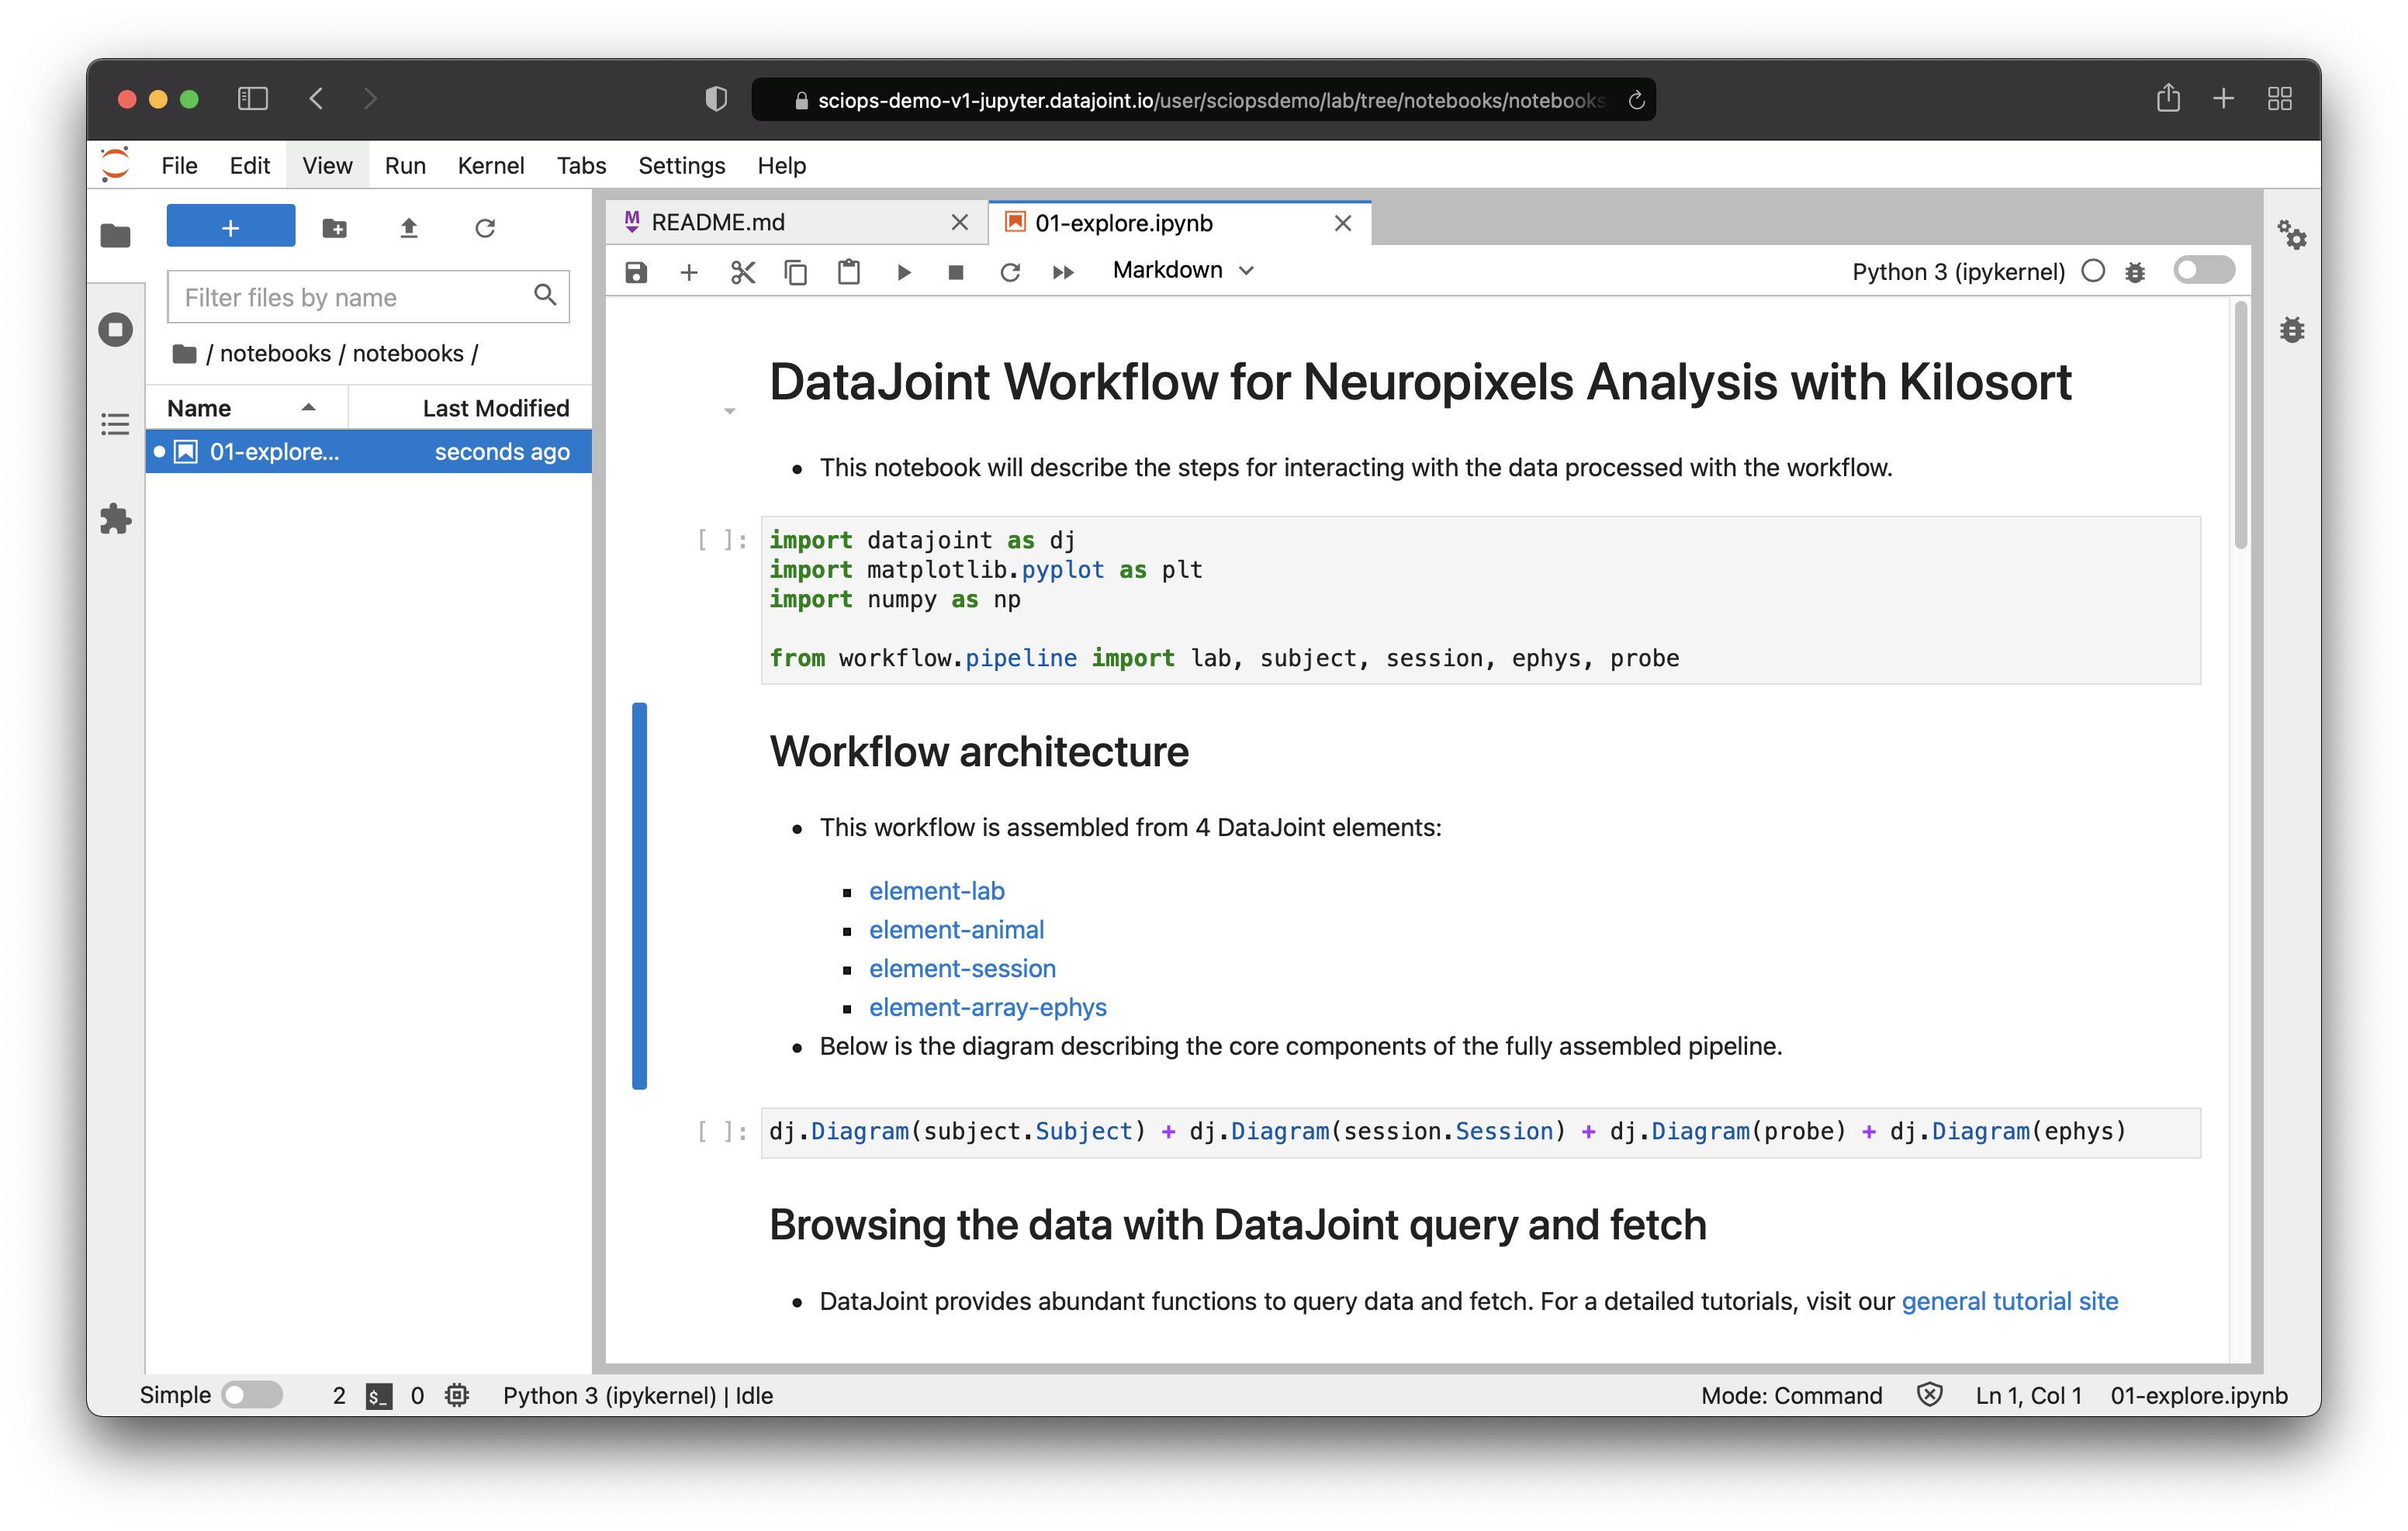 sciops-demo-v1-jupyter.datajoint.io/user/sciopsdemo/lab/tree/notebooks/notebooks
File Edit View Run Kernel Tabs Settings Help
+
Filter files by name
/ notebooks / notebooks /
Name Last Modified
01-explore... seconds ago
README.md
01-explore.ipynb
Markdown
Python 3 (ipykernel)
DataJoint Workflow for Neuropixels Analysis with Kilosort
• This notebook will describe the steps for interacting with the data processed with the workflow.
[ ]: import datajoint as dj
import matplotlib.pyplot as plt
import numpy as np
from workflow.pipeline import lab, subject, session, ephys, probe
Workflow architecture
• This workflow is assembled from 4 DataJoint elements:
▪ element-lab
▪ element-animal
▪ element-session
▪ element-array-ephys
• Below is the diagram describing the core components of the fully assembled pipeline.
[ ]: dj.Diagram(subject.Subject) + dj.Diagram(session.Session) + dj.Diagram(probe) + dj.Diagram(ephys)
Browsing the data with DataJoint query and fetch
• DataJoint provides abundant functions to query data and fetch. For a detailed tutorials, visit our general tutorial site
Simple 2 $_ 0 Python 3 (ipykernel) | Idle Mode: Command Ln 1, Col 1 01-explore.ipynb